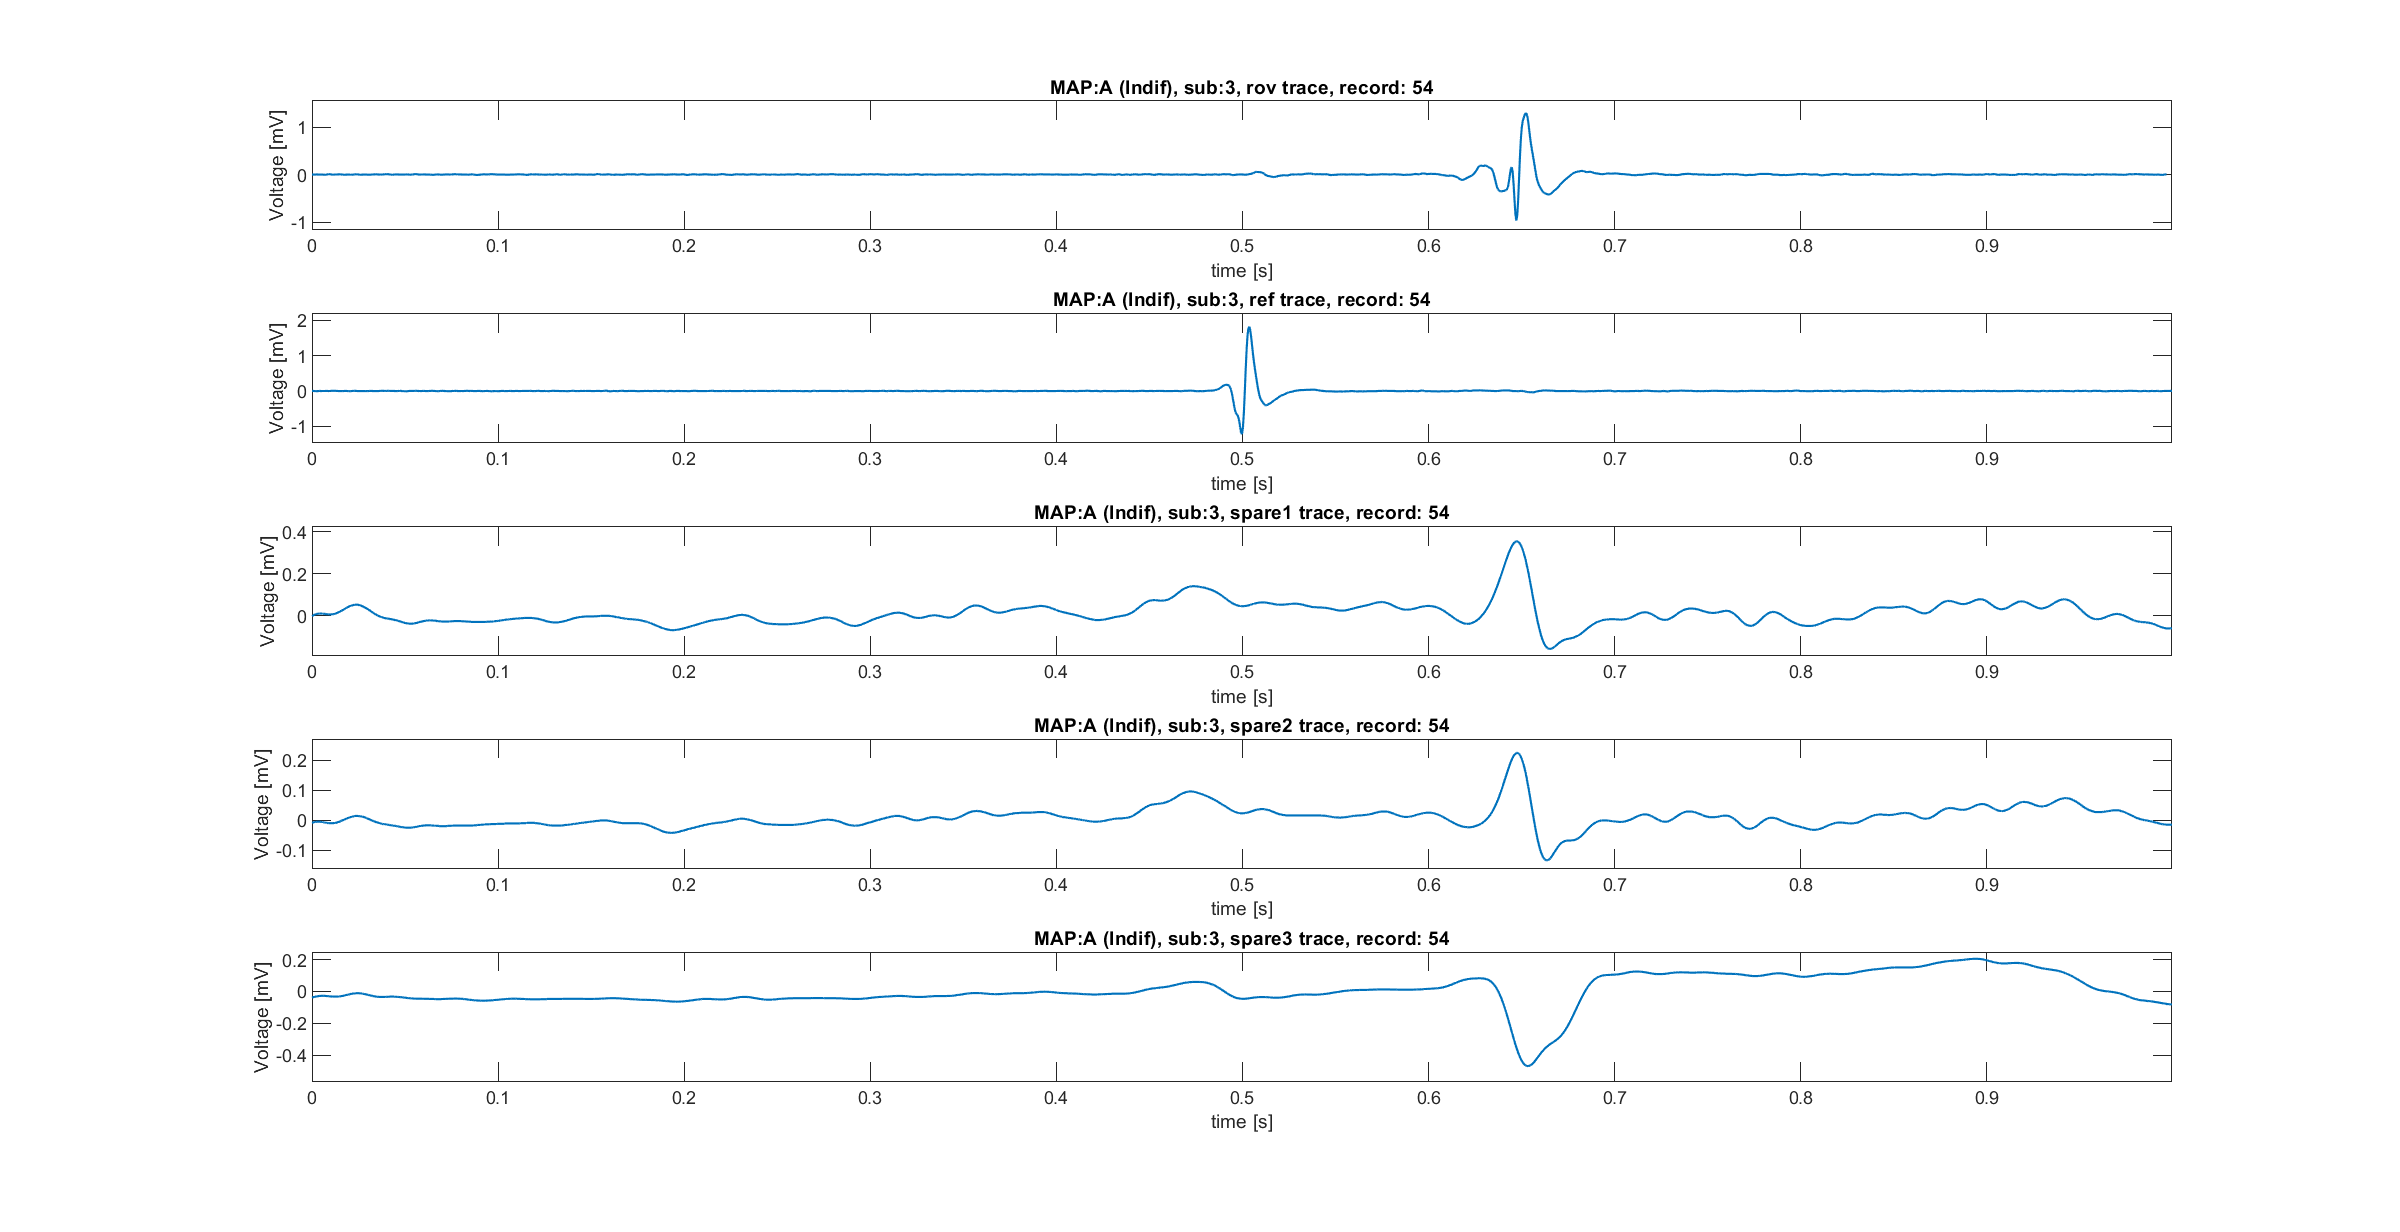 MAP:A (Indif), sub:3, rov trace, record: 54
Voltage [mV]
1
0
-1
0 0.1 0.2 0.3 0.4 0.5 0.6 0.7 0.8 0.9
time [s]
MAP:A (Indif), sub:3, ref trace, record: 54
Voltage [mV]
2
1
0
-1
0 0.1 0.2 0.3 0.4 0.5 0.6 0.7 0.8 0.9
time [s]
MAP:A (Indif), sub:3, spare1 trace, record: 54
Voltage [mV]
0.4
0.2
0
0 0.1 0.2 0.3 0.4 0.5 0.6 0.7 0.8 0.9
time [s]
MAP:A (Indif), sub:3, spare2 trace, record: 54
Voltage [mV]
0.2
0.1
0
-0.1
0 0.1 0.2 0.3 0.4 0.5 0.6 0.7 0.8 0.9
time [s]
MAP:A (Indif), sub:3, spare3 trace, record: 54
Voltage [mV]
0.2
0
-0.2
-0.4
0 0.1 0.2 0.3 0.4 0.5 0.6 0.7 0.8 0.9
time [s]